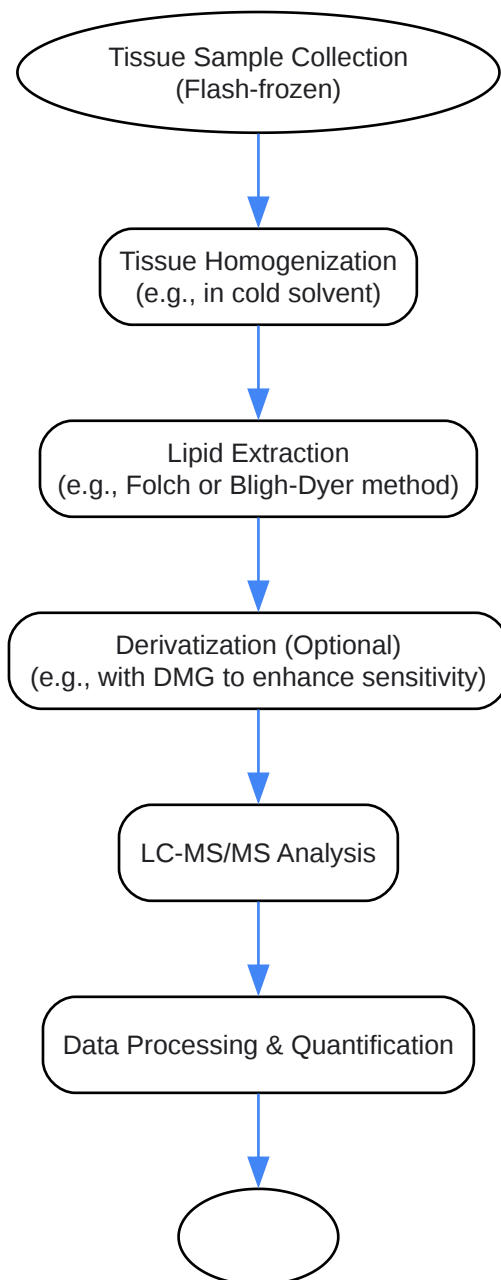 Tissue Sample Collection
(Flash-frozen)
Tissue Homogenization
(e.g., in cold solvent)
Lipid Extraction
(e.g., Folch or Bligh-Dyer method)
Derivatization (Optional)
(e.g., with DMG to enhance sensitivity)
LC-MS/MS Analysis
Data Processing & Quantification